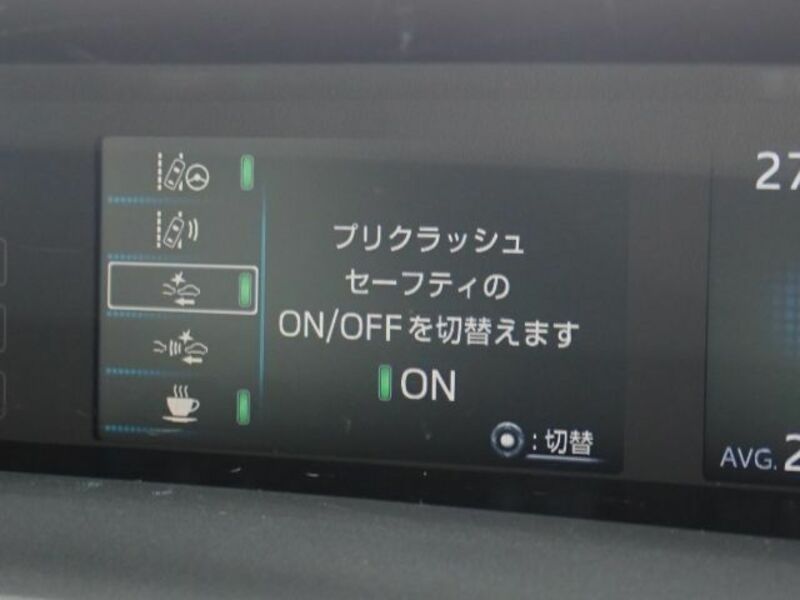 プリクラッシュ
セーフティの
ON/OFFを切替えます
ON
:切替
27
AVG. 2